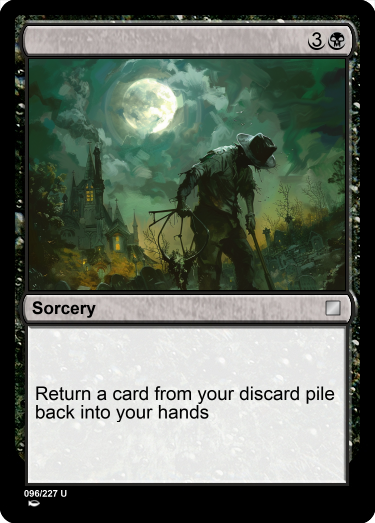 3
Sorcery
Return a card from your discard pile
back into your hands
096/227 U